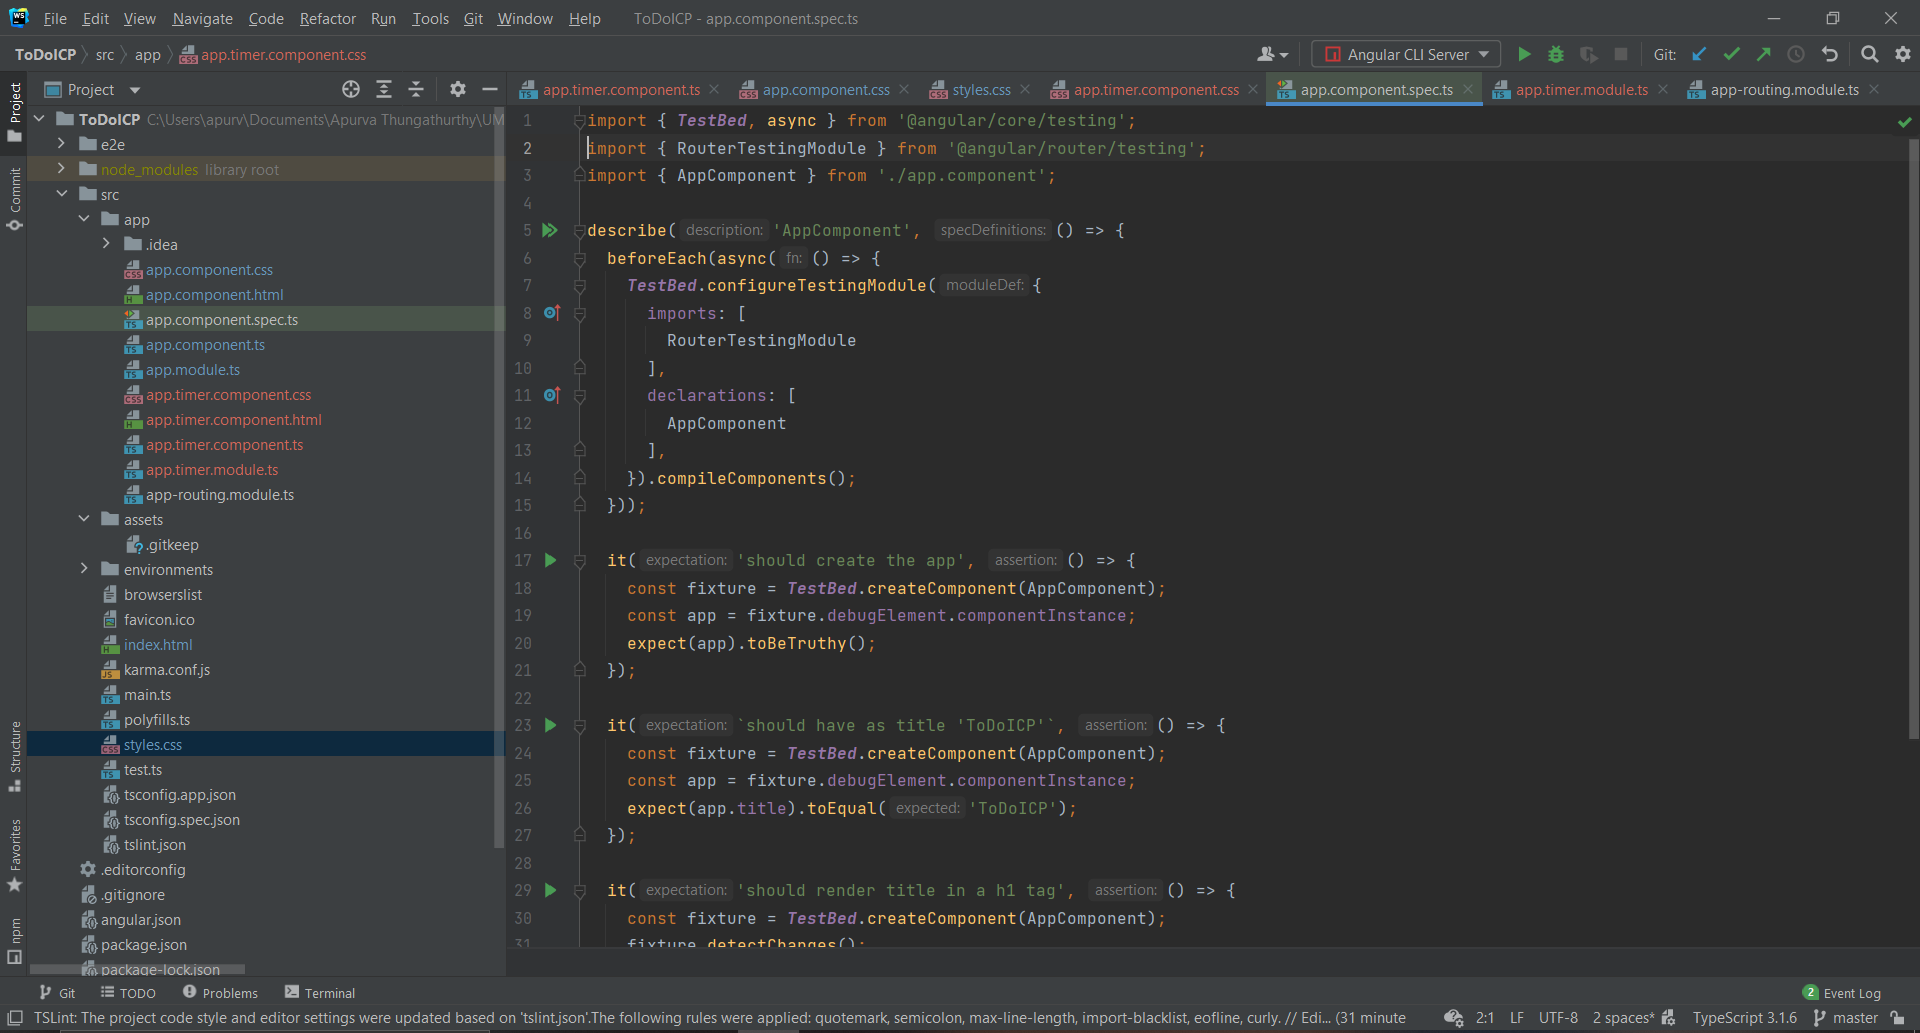 File Edit View Navigate Code Refactor Run Tools Git Window Help ToDoICP - app.component.spec.ts
ToDoICP src app app.timer.component.css Angular CLI Server Git:
Project
app.timer.component.ts app.component.css styles.css app.timer.component.css app.component.spec.ts app.timer.module.ts app-routing.module.ts
Project
Commit
Structure
Favorites
npm
ToDoICP C:\Users\apurv\Documents\Apurva Thungathurthy\UM
e2e
node_modules library root
src
app
.idea
app.component.css
app.component.html
app.component.spec.ts
app.component.ts
app.module.ts
app.timer.component.css
app.timer.component.html
app.timer.component.ts
app.timer.module.ts
app-routing.module.ts
assets
.gitkeep
environments
browserslist
favicon.ico
index.html
karma.conf.js
main.ts
polyfills.ts
styles.css
test.ts
tsconfig.app.json
tsconfig.spec.json
tslint.json
.editorconfig
.gitignore
angular.json
package.json
package-lock.json
1 import { TestBed, async } from '@angular/core/testing';
2 import { RouterTestingModule } from '@angular/router/testing';
3 import { AppComponent } from './app.component';
4
5 describe( description: 'AppComponent', specDefinitions: () => {
6 beforeEach(async( fn: () => {
7 TestBed.configureTestingModule( moduleDef: {
8 imports: [
9 RouterTestingModule
10 ],
11 declarations: [
12 AppComponent
13 ],
14 }).compileComponents();
15 }));
16
17 it( expectation: 'should create the app', assertion: () => {
18 const fixture = TestBed.createComponent(AppComponent);
19 const app = fixture.debugElement.componentInstance;
20 expect(app).toBeTruthy();
21 });
22
23 it( expectation: `should have as title 'ToDoICP'`, assertion: () => {
24 const fixture = TestBed.createComponent(AppComponent);
25 const app = fixture.debugElement.componentInstance;
26 expect(app.title).toEqual( expected: 'ToDoICP');
27 });
28
29 it( expectation: 'should render title in a h1 tag', assertion: () => {
30 const fixture = TestBed.createComponent(AppComponent);
31 fixture.detectChanges();
Git TODO Problems Terminal 2 Event Log
TSLint: The project code style and editor settings were updated based on 'tslint.json'.The following rules were applied: quotemark, semicolon, max-line-length, import-blacklist, eofline, curly. // Edi... (31 minute 2:1 LF UTF-8 2 spaces* TypeScript 3.1.6 master